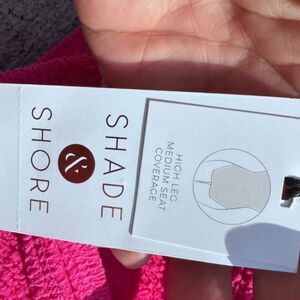 SHADE
&
SHORE
HIGH LEG
MEDIUM SEAT
COVERAGE